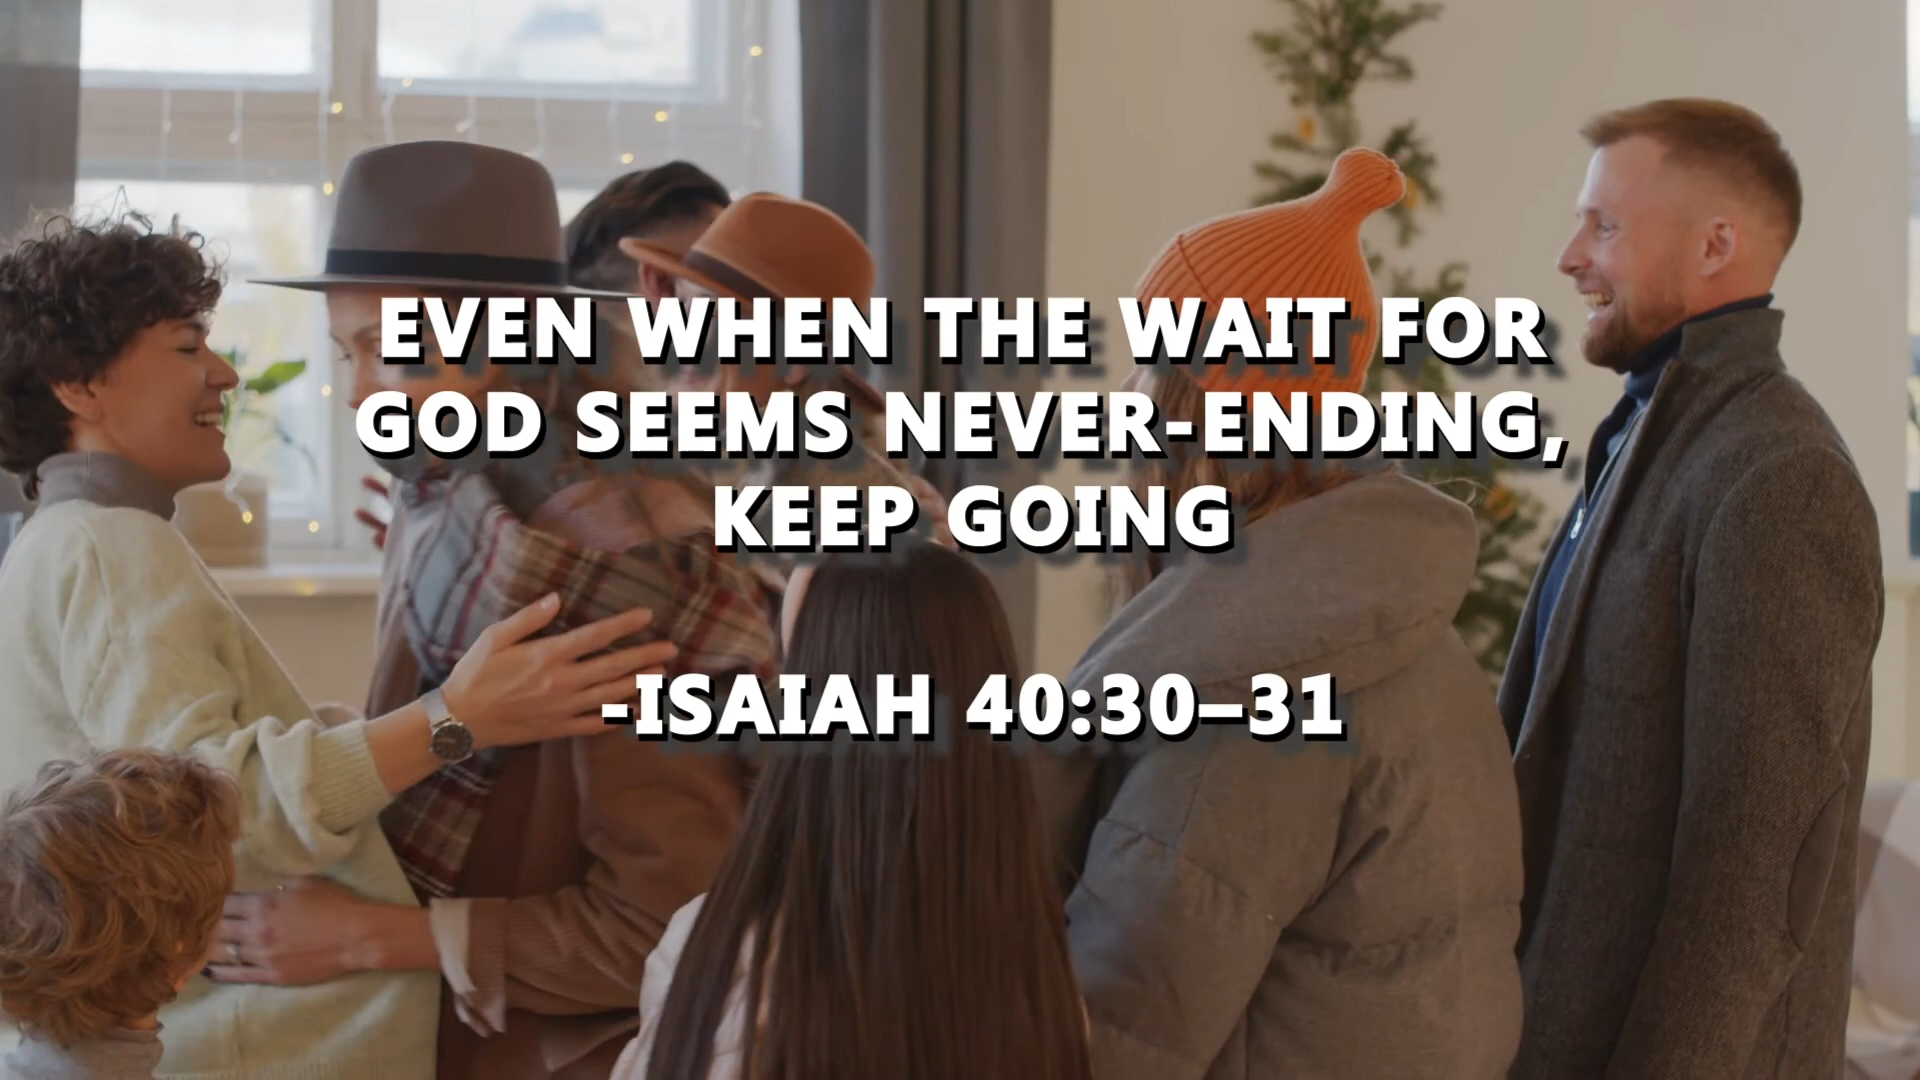 EVEN WHEN THE WAIT FOR
GOD SEEMS NEVER-ENDING,
KEEP GOING
-ISAIAH 40:30–31